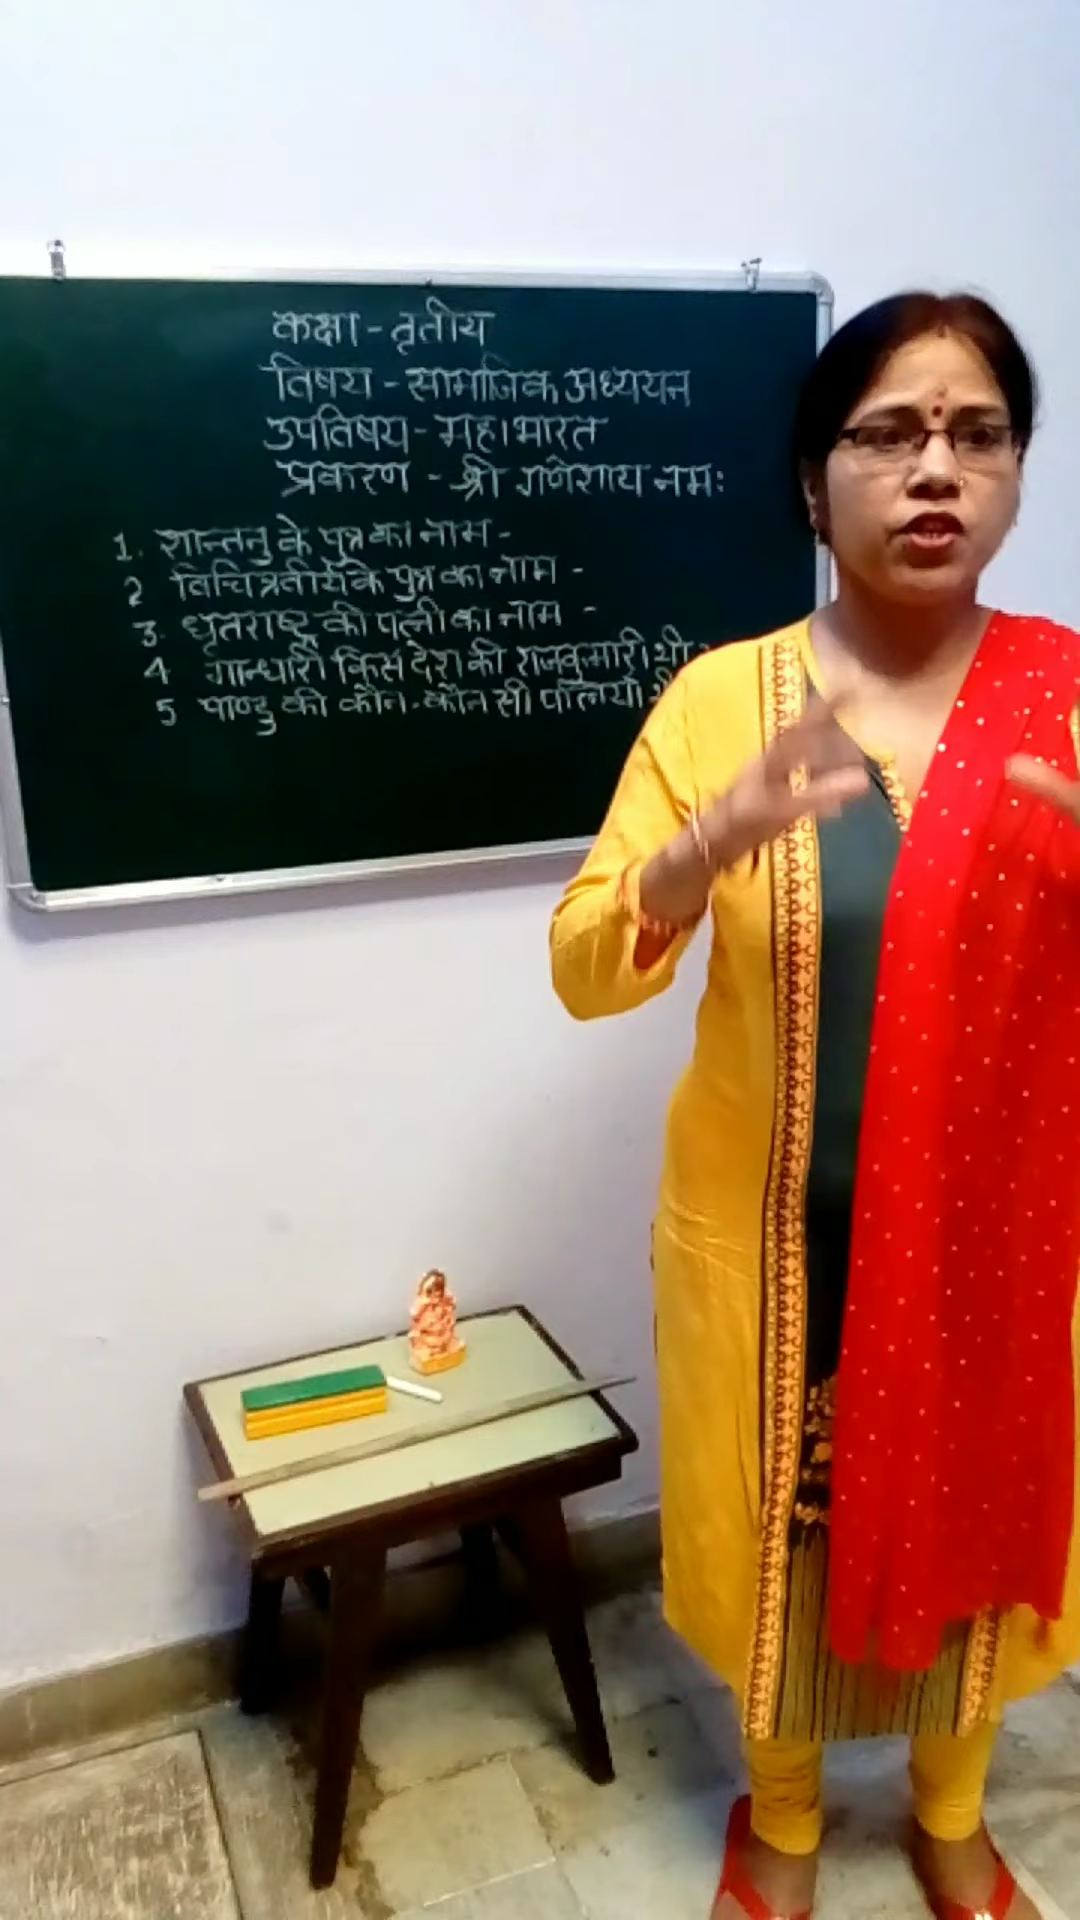 कक्षा - तृतीय
विषय - सामाजिक अध्ययन
उपविषय - महाभारत
प्रकरण - श्री गणेशाय नमः
1. शान्तनु के पुत्र का नाम -
2 विचित्रवीर्य के पुत्र का नाम -
3. धृतराष्ट्र की पत्नी का नाम -
4 गान्धारी किस देश की राजकुमारी थी
5 पाण्डु की कौन-कौन सी पत्नियाँ